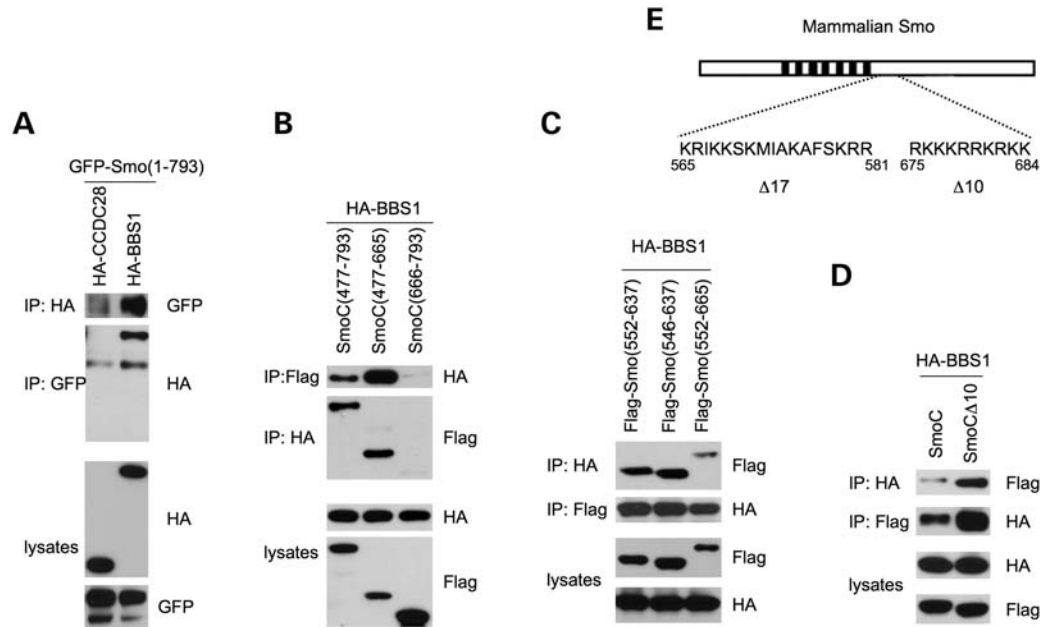 A
GFP-Smo(1-793)
HA-CCDC28
HA-BBS1
IP: HA
GFP
IP: GFP
HA
HA
lysates
GFP
B
HA-BBS1
SmoC(477-793)
SmoC(477-665)
SmoC(666-793)
IP:Flag
HA
IP: HA
Flag
HA
lysates
Flag
E
Mammalian Smo
KRIKKSKMIAKAFSKRR RKKKRRKRKK
565 581 675 684
Δ17 Δ10
C
HA-BBS1
Flag-Smo(552-637)
Flag-Smo(546-637)
Flag-Smo(552-665)
IP: HA
Flag
IP: Flag
HA
Flag
lysates
HA
D
HA-BBS1
SmoC
SmoCΔ10
IP: HA
Flag
IP: Flag
HA
HA
lysates
Flag